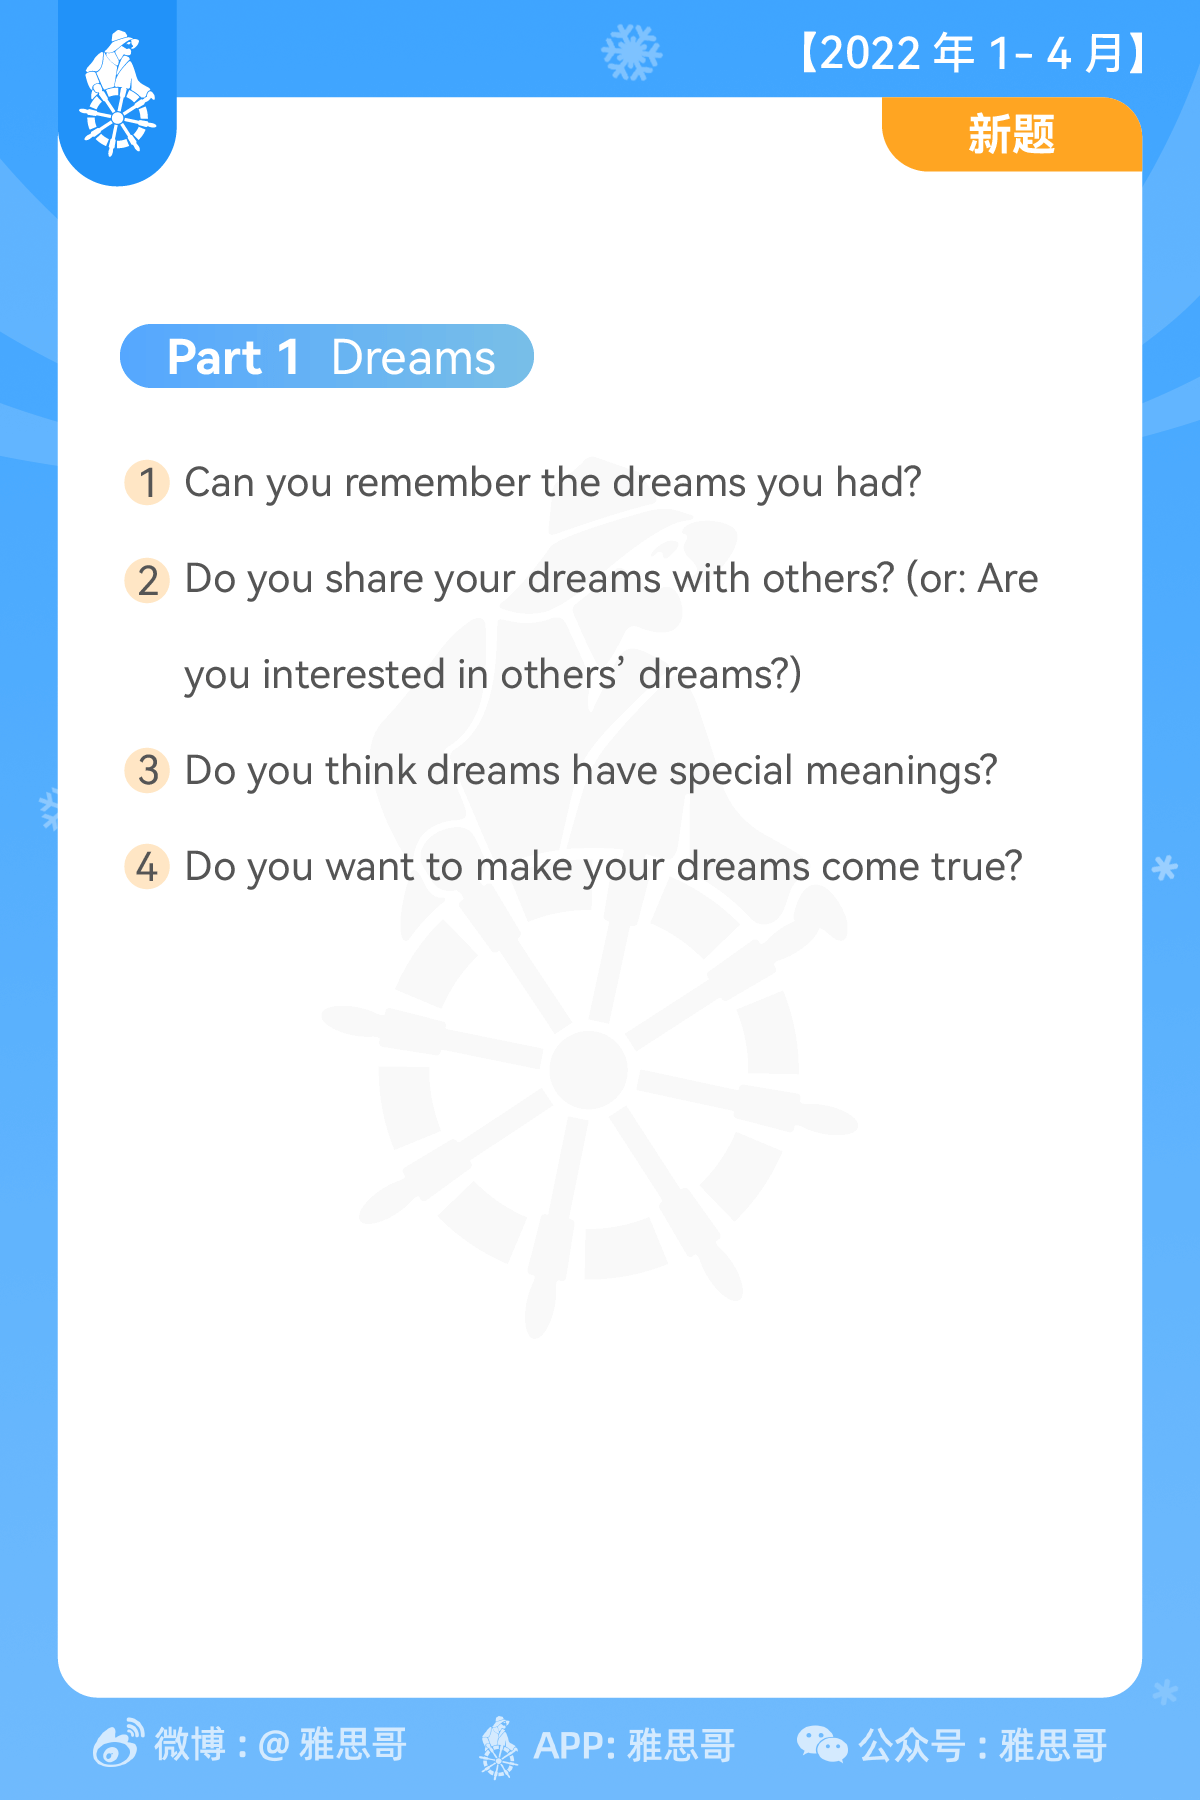 【2022 年 1- 4 月】
新题
Part 1 Dreams
1 Can you remember the dreams you had?
2 Do you share your dreams with others? (or: Are
you interested in others’ dreams?)
3 Do you think dreams have special meanings?
4 Do you want to make your dreams come true?
微博：@ 雅思哥 APP: 雅思哥 公众号：雅思哥